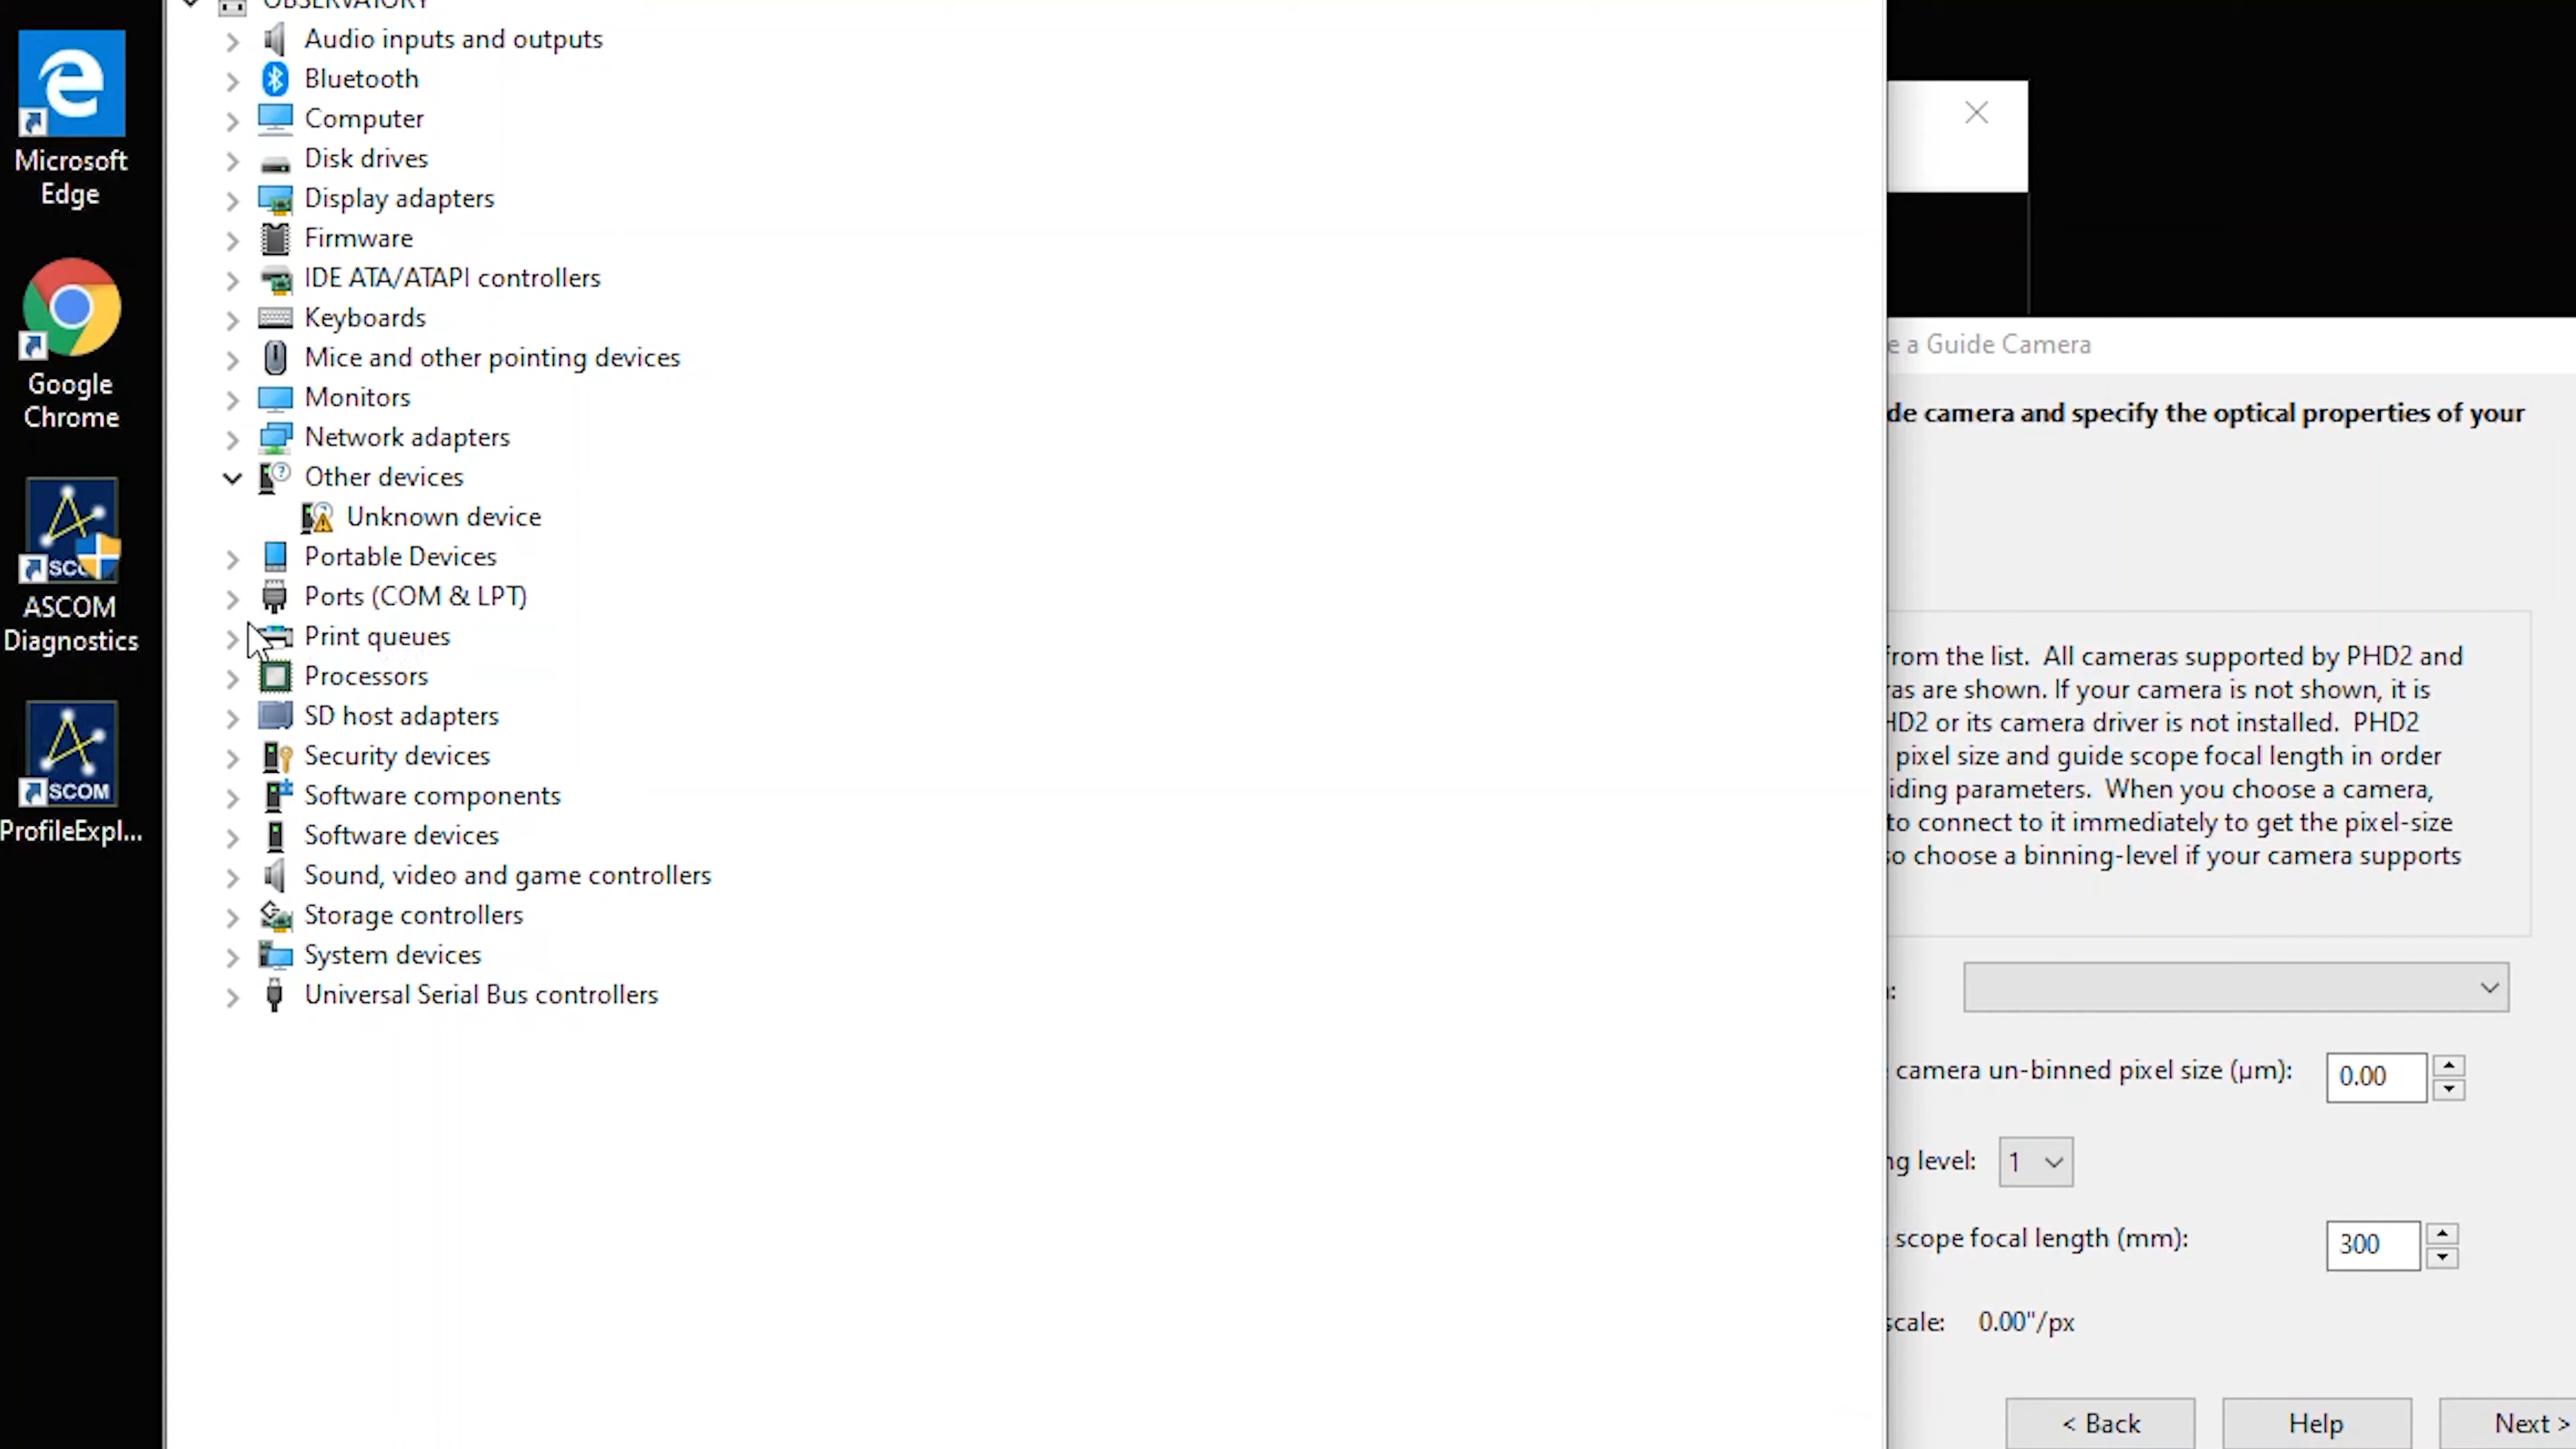 OBSERVATORY
Audio inputs and outputs
Bluetooth
Computer
Disk drives
Display adapters
Firmware
IDE ATA/ATAPI controllers
Keyboards
Mice and other pointing devices
Monitors
Network adapters
Other devices
Unknown device
Portable Devices
Ports (COM & LPT)
Print queues
Processors
SD host adapters
Security devices
Software components
Software devices
Sound, video and game controllers
Storage controllers
System devices
Universal Serial Bus controllers
Microsoft
Edge
Google
Chrome
SCO
ASCOM
Diagnostics
SCOM
ProfileExpl...
e a Guide Camera
de camera and specify the optical properties of your
from the list. All cameras supported by PHD2 and
ras are shown. If your camera is not shown, it is
HD2 or its camera driver is not installed. PHD2
pixel size and guide scope focal length in order
iding parameters. When you choose a camera,
to connect to it immediately to get the pixel-size
so choose a binning-level if your camera supports
camera un-binned pixel size (µm): 0.00
ng level: 1
scope focal length (mm): 300
scale: 0.00"/px
< Back Help Next >